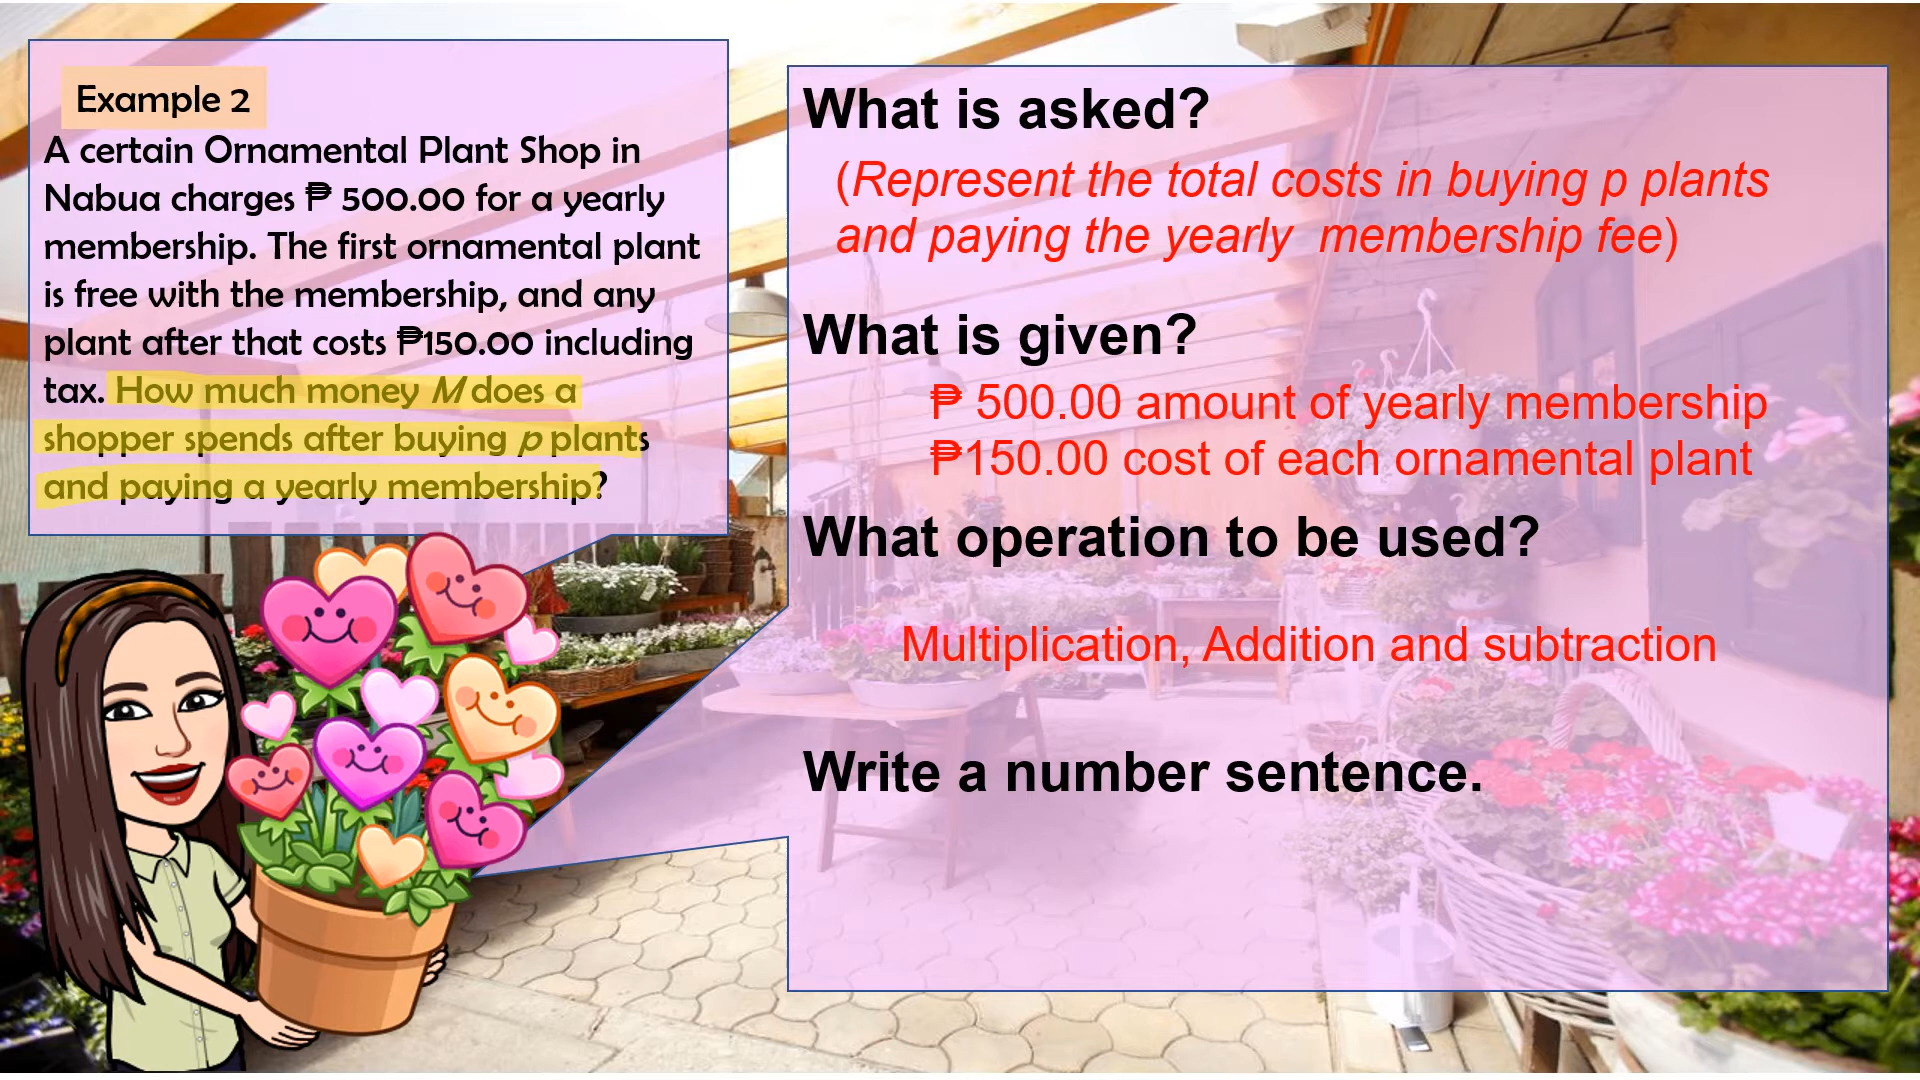 Example 2
A certain Ornamental Plant Shop in
Nabua charges ₱ 500.00 for a yearly
membership. The first ornamental plant
is free with the membership, and any
plant after that costs ₱150.00 including
tax. How much money M does a
shopper spends after buying p plants
and paying a yearly membership?
What is asked?
(Represent the total costs in buying p plants
and paying the yearly membership fee)
What is given?
₱ 500.00 amount of yearly membership
₱150.00 cost of each ornamental plant
What operation to be used?
Multiplication, Addition and subtraction
Write a number sentence.